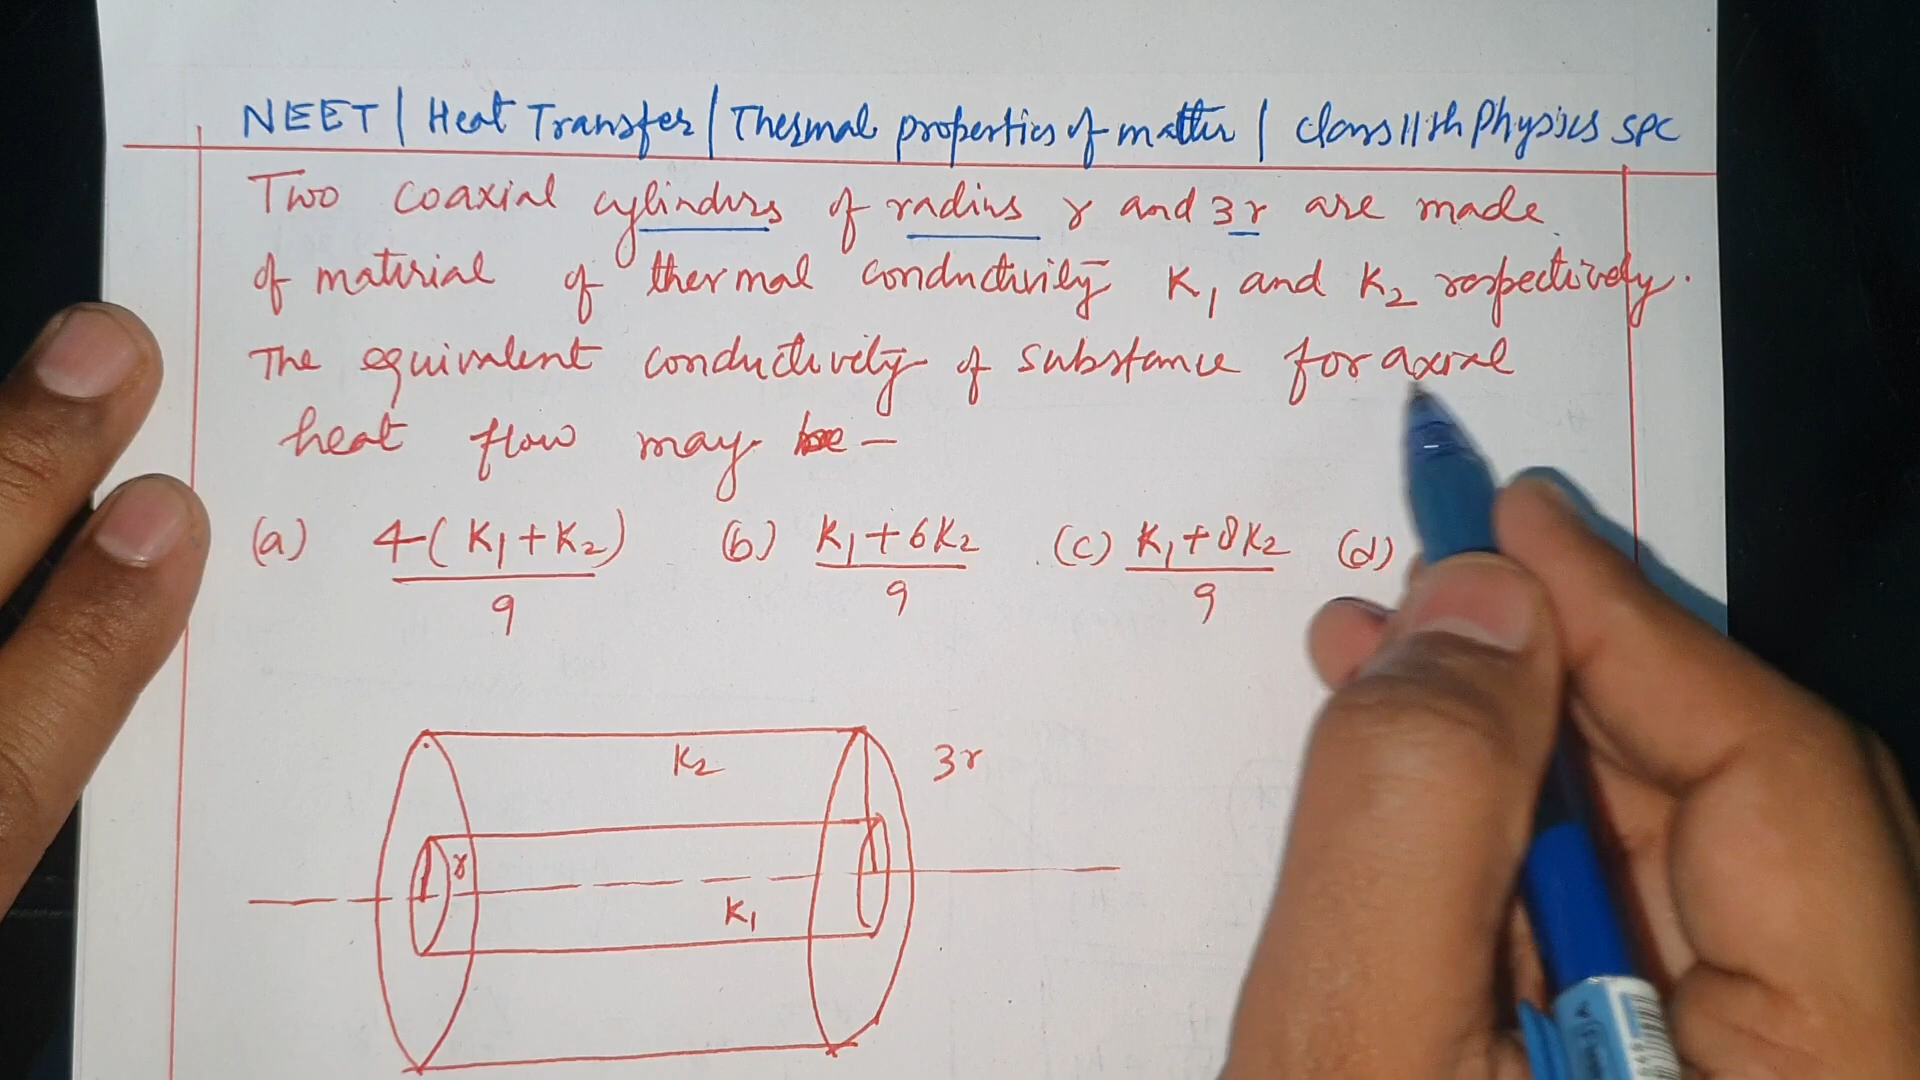 NEET | Heat Transfer | Thermal properties of matter | Class 11th Physics SPC
Two coaxial cylinders of radius r and 3r are made
of material of thermal conductivity K1 and K2 respectively.
The equivalent conductivity of substance for axial
heat flow may be –
(a) 4(K1+K2)/9 (b) K1+6K2/9 (c) K1+8K2/9 (d)
K2
3r
r
K1